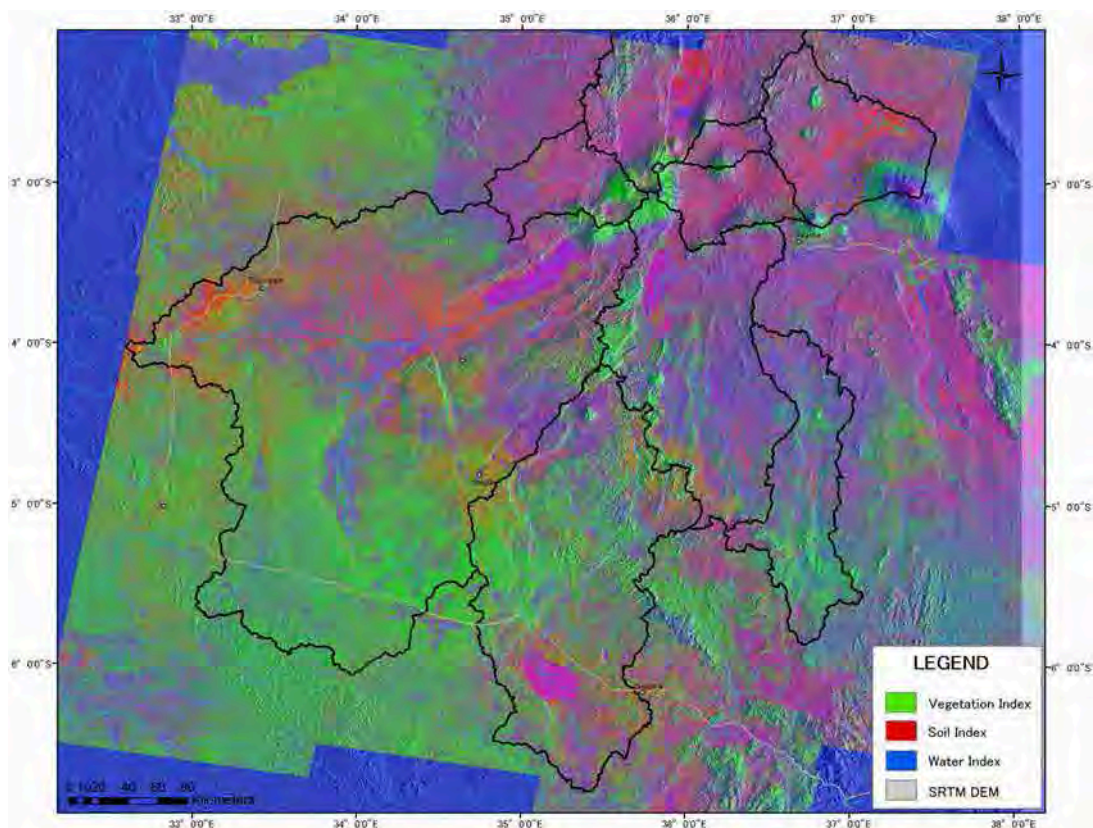 33° 0'0"E 34° 0'0"E 35° 0'0"E 36° 0'0"E 37° 0'0"E 38° 0'0"E
3° 0'0"S 3° 0'0"S
4° 0'0"S 4° 0'0"S
5° 0'0"S 5° 0'0"S
6° 0'0"S 6° 0'0"S
LEGEND
Vegetation Index
Soil Index
Water Index
SRTM DEM
0 1020 40 60 80
Kilometers
33° 0'0"E 34° 0'0"E 35° 0'0"E 36° 0'0"E 37° 0'0"E 38° 0'0"E